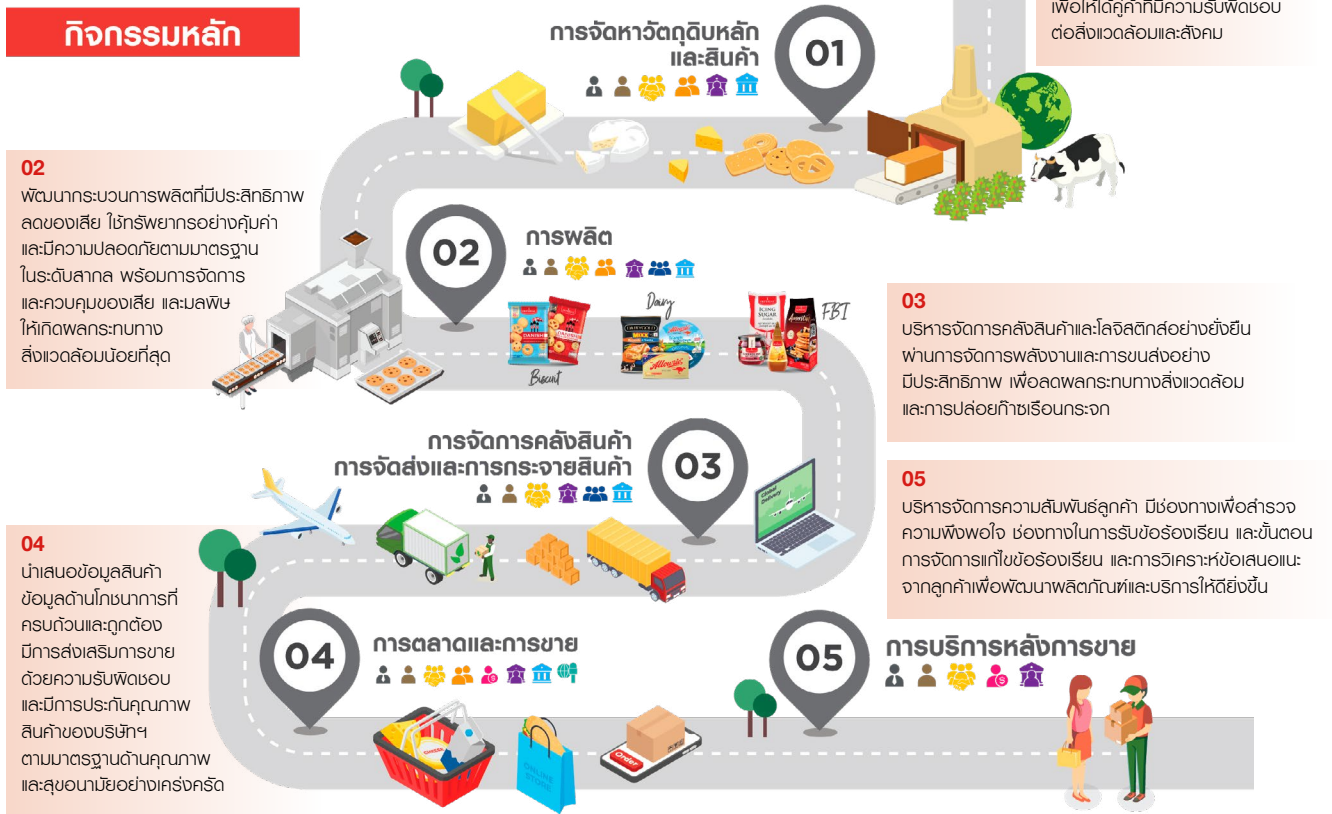 กิจกรรมหลัก
เพื่อให้ได้คู่ค้าที่มีความรับผิดชอบ
ต่อสิ่งแวดล้อมและสังคม
การจัดหาวัตถุดิบหลัก
และสินค้า
01
02
พัฒนากระบวนการผลิตที่มีประสิทธิภาพ
ลดของเสีย ใช้ทรัพยากรอย่างคุ้มค่า
และมีความปลอดภัยตามมาตรฐาน
ในระดับสากล พร้อมการจัดการ
และควบคุมของเสีย และมลพิษ
ให้เกิดผลกระทบทาง
สิ่งแวดล้อมน้อยที่สุด
02
การผลิต
Biscuit
Dairy
FBI
ICING
SUGAR
03
บริหารจัดการคลังสินค้าและโลจิสติกส์อย่างยั่งยืน
ผ่านการจัดการพลังงานและการขนส่งอย่าง
มีประสิทธิภาพ เพื่อลดผลกระทบทางสิ่งแวดล้อม
และการปล่อยก๊าซเรือนกระจก
การจัดการคลังสินค้า
การจัดส่งและการกระจายสินค้า
03
Global
Delivery
05
บริหารจัดการความสัมพันธ์ลูกค้า มีช่องทางเพื่อสำรวจ
ความพึงพอใจ ช่องทางในการรับข้อร้องเรียน และขั้นตอน
การจัดการแก้ไขข้อร้องเรียน และการวิเคราะห์ข้อเสนอแนะ
จากลูกค้าเพื่อพัฒนาผลิตภัณฑ์และบริการให้ดียิ่งขึ้น
04
นำเสนอข้อมูลสินค้า
ข้อมูลด้านโภชนาการที่
ครบถ้วนและถูกต้อง
มีการส่งเสริมการขาย
ด้วยความรับผิดชอบ
และมีการประกันคุณภาพ
สินค้าของบริษัทฯ
ตามมาตรฐานด้านคุณภาพ
และสุขอนามัยอย่างเคร่งครัด
04
การตลาดและการขาย
ONLINE
STORE
Order
05
การบริการหลังการขาย